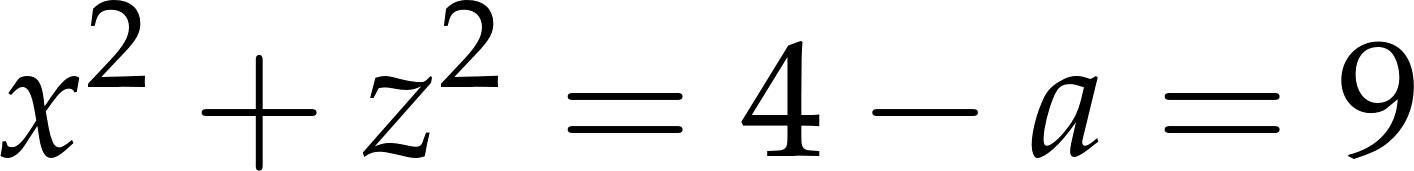 x² + z² = 4 − a = 9